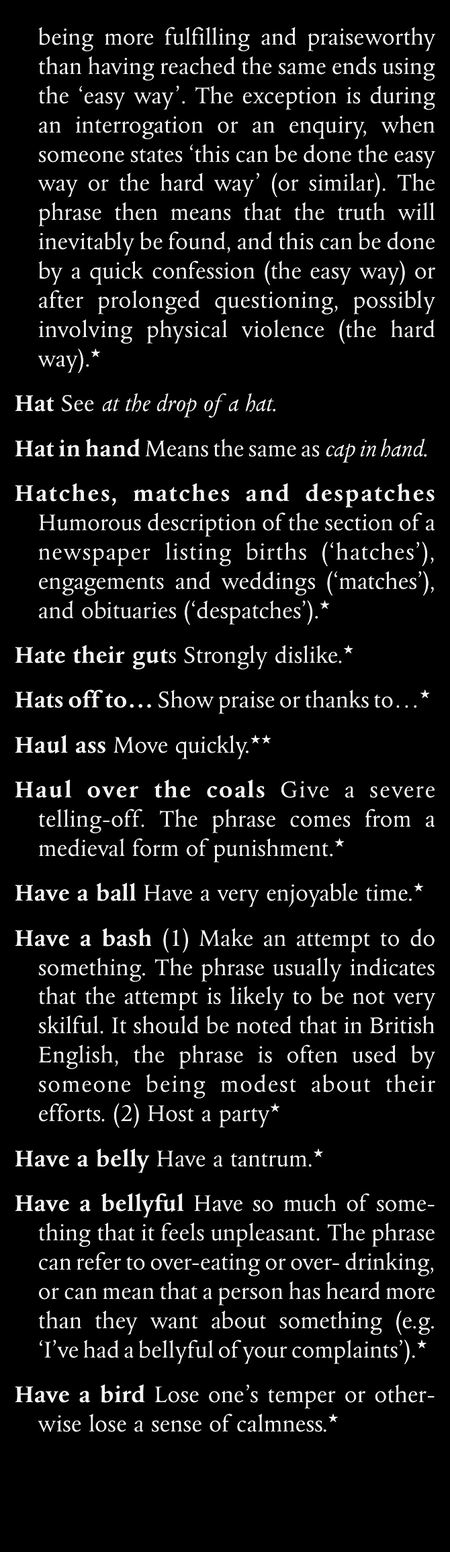 being more fulfilling and praiseworthy
than having reached the same ends using
the ‘easy way’. The exception is during
an interrogation or an enquiry, when
someone states ‘this can be done the easy
way or the hard way’ (or similar). The
phrase then means that the truth will
inevitably be found, and this can be done
by a quick confession (the easy way) or
after prolonged questioning, possibly
involving physical violence (the hard
way).★
Hat See at the drop of a hat.
Hat in hand Means the same as cap in hand.
Hatches, matches and despatches
Humorous description of the section of a
newspaper listing births (‘hatches’),
engagements and weddings (‘matches’),
and obituaries (‘despatches’).★
Hate their guts Strongly dislike.★
Hats off to… Show praise or thanks to…★
Haul ass Move quickly.★★
Haul over the coals Give a severe
telling-off. The phrase comes from a
medieval form of punishment.★
Have a ball Have a very enjoyable time.★
Have a bash (1) Make an attempt to do
something. The phrase usually indicates
that the attempt is likely to be not very
skilful. It should be noted that in British
English, the phrase is often used by
someone being modest about their
efforts. (2) Host a party★
Have a belly Have a tantrum.★
Have a bellyful Have so much of some-
thing that it feels unpleasant. The phrase
can refer to over-eating or over- drinking,
or can mean that a person has heard more
than they want about something (e.g.
‘I’ve had a bellyful of your complaints’).★
Have a bird Lose one’s temper or other-
wise lose a sense of calmness.★